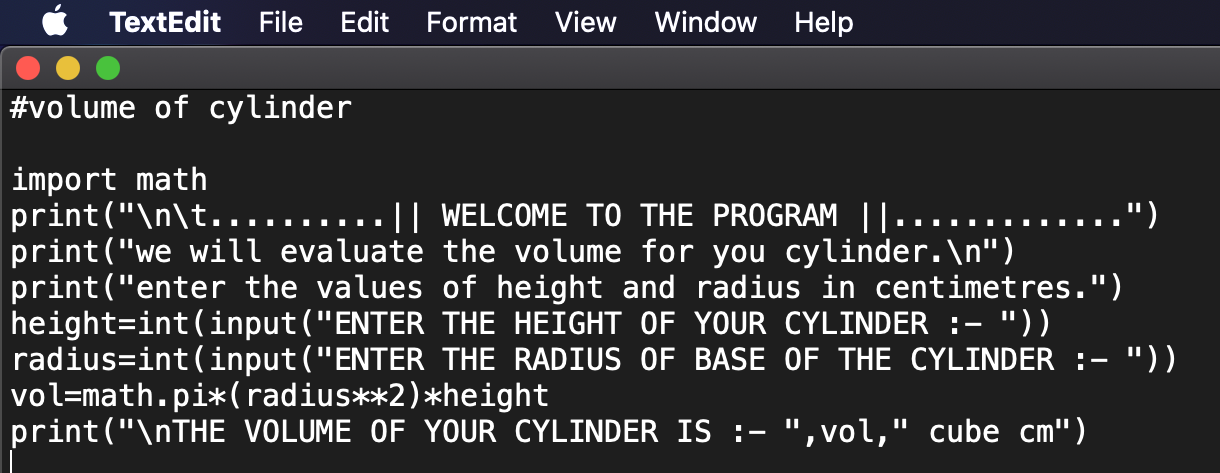 TextEdit File Edit Format View Window Help
#volume of cylinder
import math
print("\n\t..........|| WELCOME TO THE PROGRAM ||.............")
print("we will evaluate the volume for you cylinder.\n")
print("enter the values of height and radius in centimetres.")
height=int(input("ENTER THE HEIGHT OF YOUR CYLINDER :- "))
radius=int(input("ENTER THE RADIUS OF BASE OF THE CYLINDER :- "))
vol=math.pi*(radius**2)*height
print("\nTHE VOLUME OF YOUR CYLINDER IS :- ",vol," cube cm")